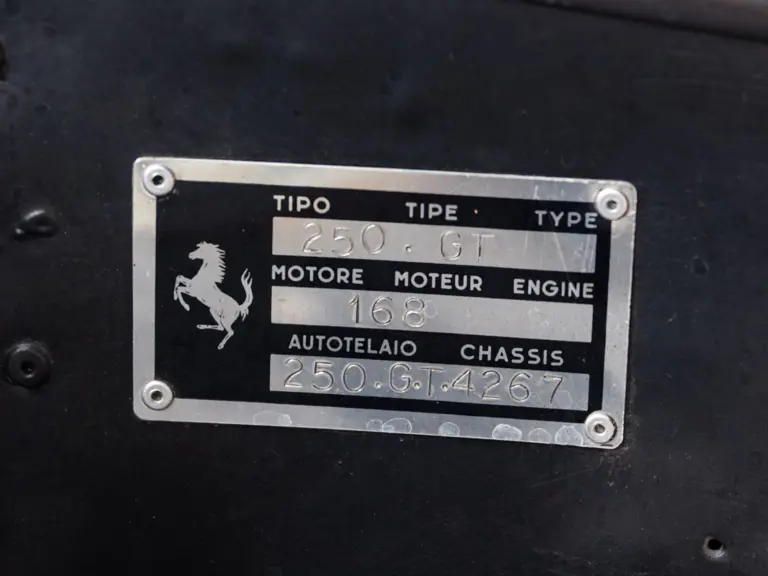 TIPO TIPE TYPE
250. GT
MOTORE MOTEUR ENGINE
168
AUTOTELAIO CHASSIS
250.G.T.4267